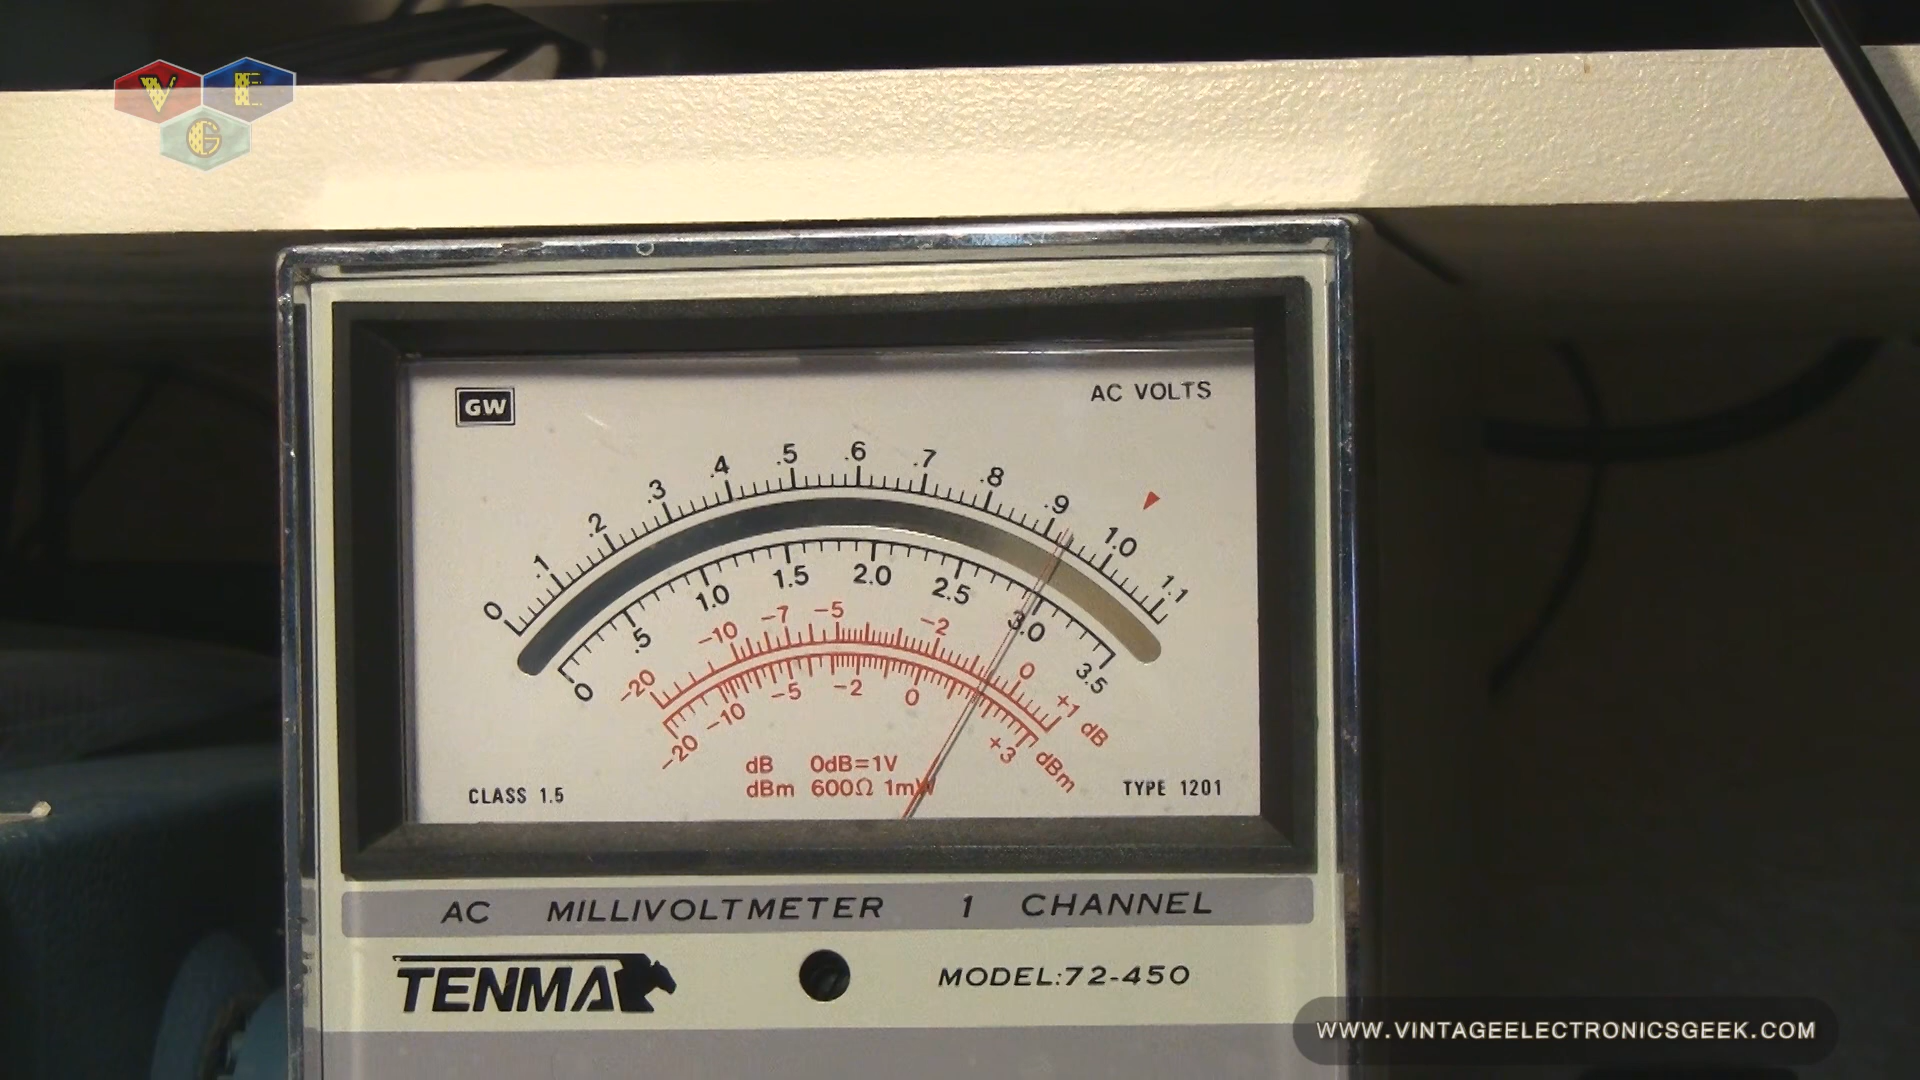 V E
G
GW
AC VOLTS
0 .1 .2 .3 .4 .5 .6 .7 .8 .9 1.0 1.1
0 .5 1.0 1.5 2.0 2.5 3.0 3.5
-20 -10 -7 -5 -2 0 +1 dB
-20 -10 -5 -2 0 +3 dBm
dB 0dB=1V
dBm 600Ω 1mW
CLASS 1.5
TYPE 1201
AC MILLIVOLTMETER 1 CHANNEL
TENMA
MODEL:72-450
WWW.VINTAGEELECTRONICSGEEK.COM